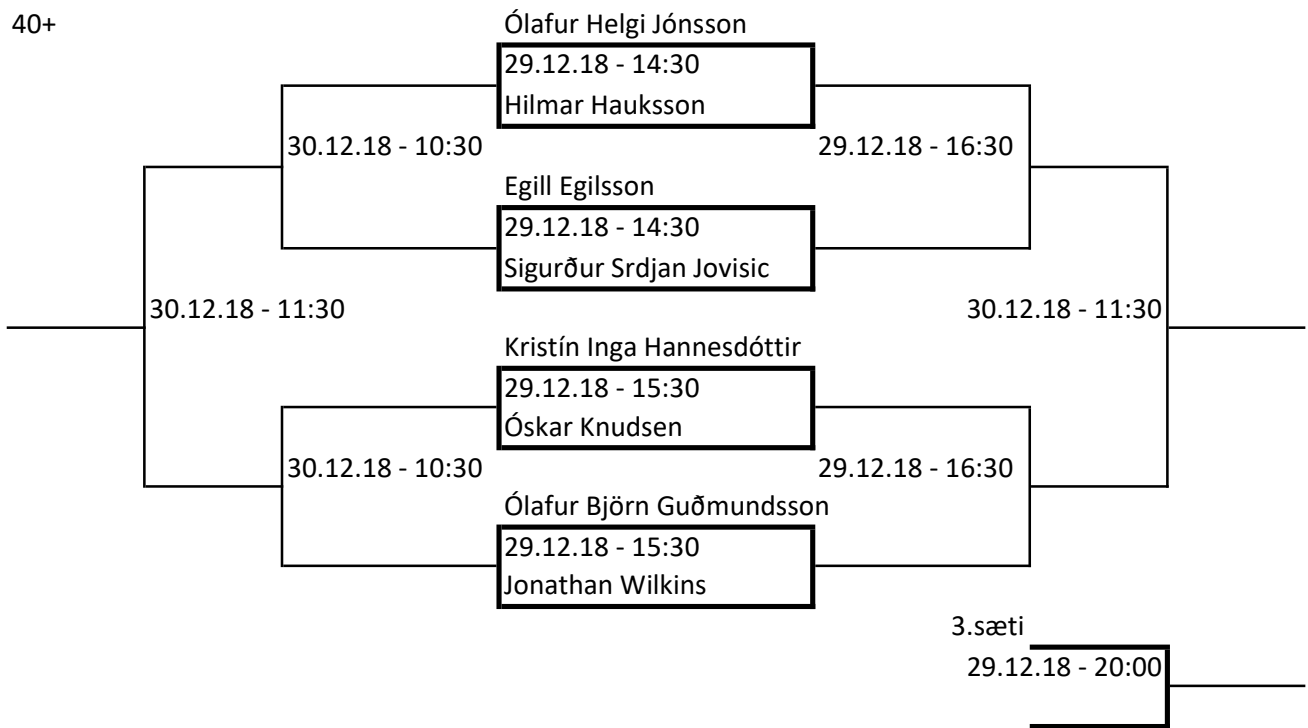 40+
Ólafur Helgi Jónsson
29.12.18 - 14:30
Hilmar Hauksson
30.12.18 - 10:30
29.12.18 - 16:30
Egill Egilsson
29.12.18 - 14:30
Sigurður Srdjan Jovisic
30.12.18 - 11:30
30.12.18 - 11:30
Kristín Inga Hannesdóttir
29.12.18 - 15:30
Óskar Knudsen
30.12.18 - 10:30
29.12.18 - 16:30
Ólafur Björn Guðmundsson
29.12.18 - 15:30
Jonathan Wilkins
3.sæti
29.12.18 - 20:00